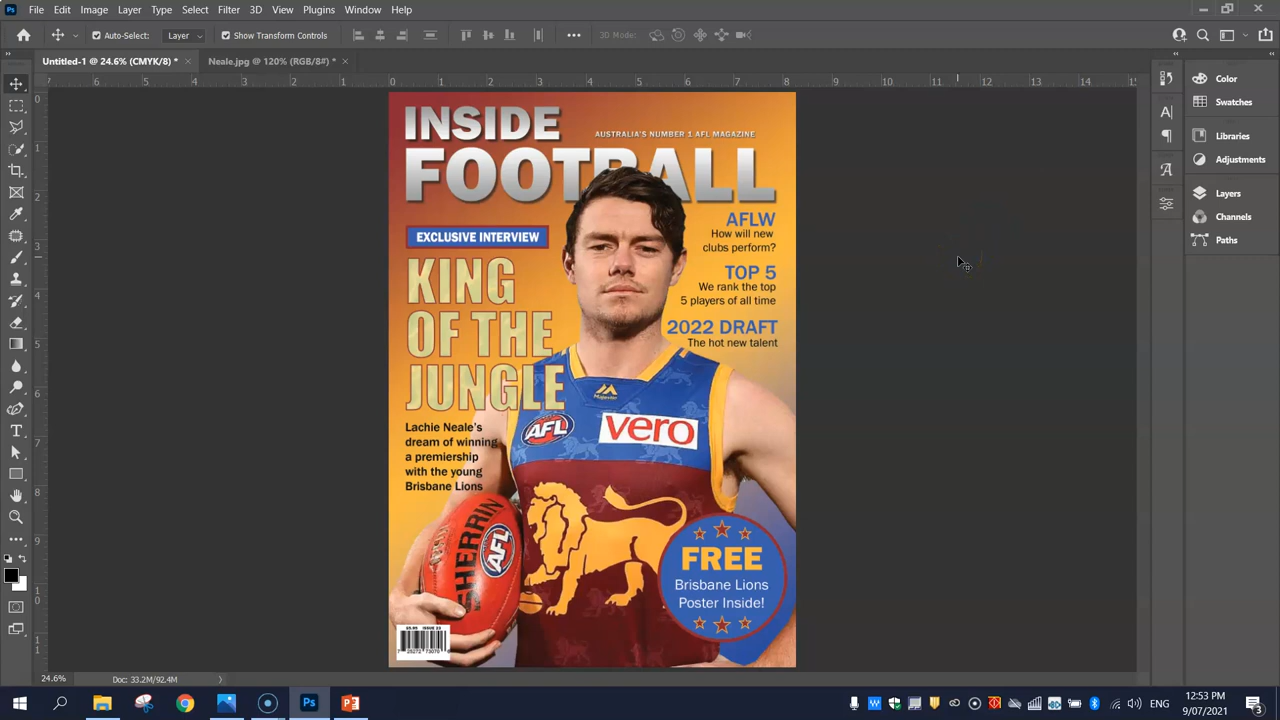 File Edit Image Layer Type Select Filter 3D View Plugins Window Help
Auto-Select: Layer Show Transform Controls 3D Mode:
Untitled-1 @ 24.6% (CMYK/8) * Neale.jpg @ 120% (RGB/8#) *
INSIDE
AUSTRALIA'S NUMBER 1 AFL MAGAZINE
FOOTBALL
EXCLUSIVE INTERVIEW
KING
OF THE
JUNGLE
Lachie Neale's
dream of winning
a premiership
with the young
Brisbane Lions
AFLW
How will new
clubs perform?
TOP 5
We rank the top
5 players of all time
2022 DRAFT
The hot new talent
Majestic
AFL
vero
SHERRIN
AFL
FREE
Brisbane Lions
Poster Inside!
$5.95 ISSUE 23
Color
Swatches
Libraries
Adjustments
Layers
Channels
Paths
24.6% Doc: 33.2M/92.4M
ENG
12:53 PM
9/07/2021